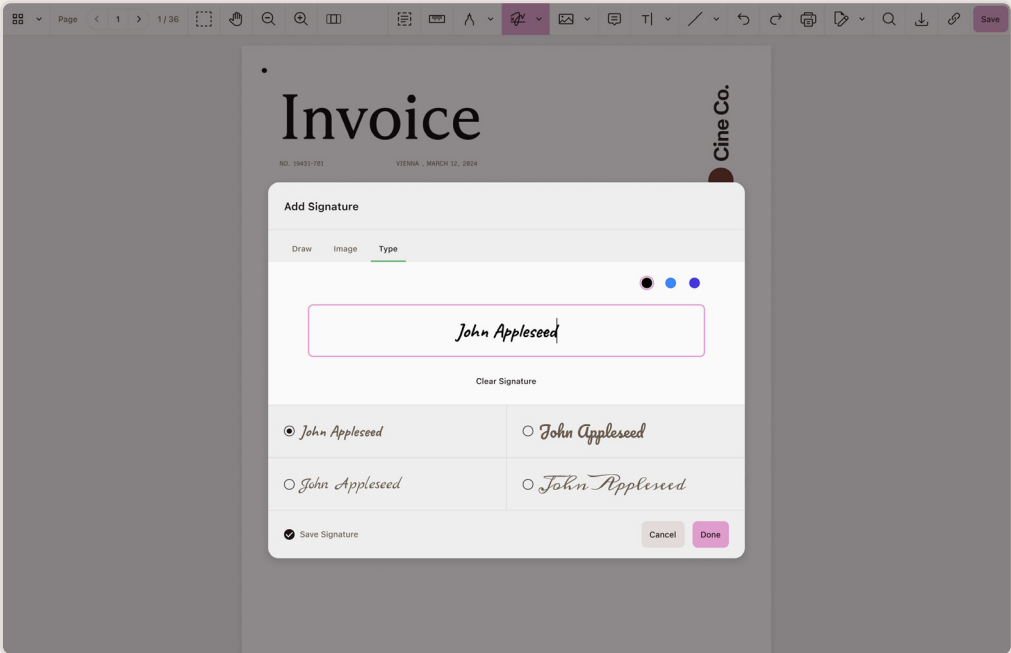 Page 1 1 / 36 T Save
Invoice
Cine Co.
NO. 19431-701 VIENNA , MARCH 12, 2024
Add Signature
Draw Image Type
John Appleseed
Clear Signature
John Appleseed John Appleseed
John Appleseed John Appleseed
Save Signature Cancel Done